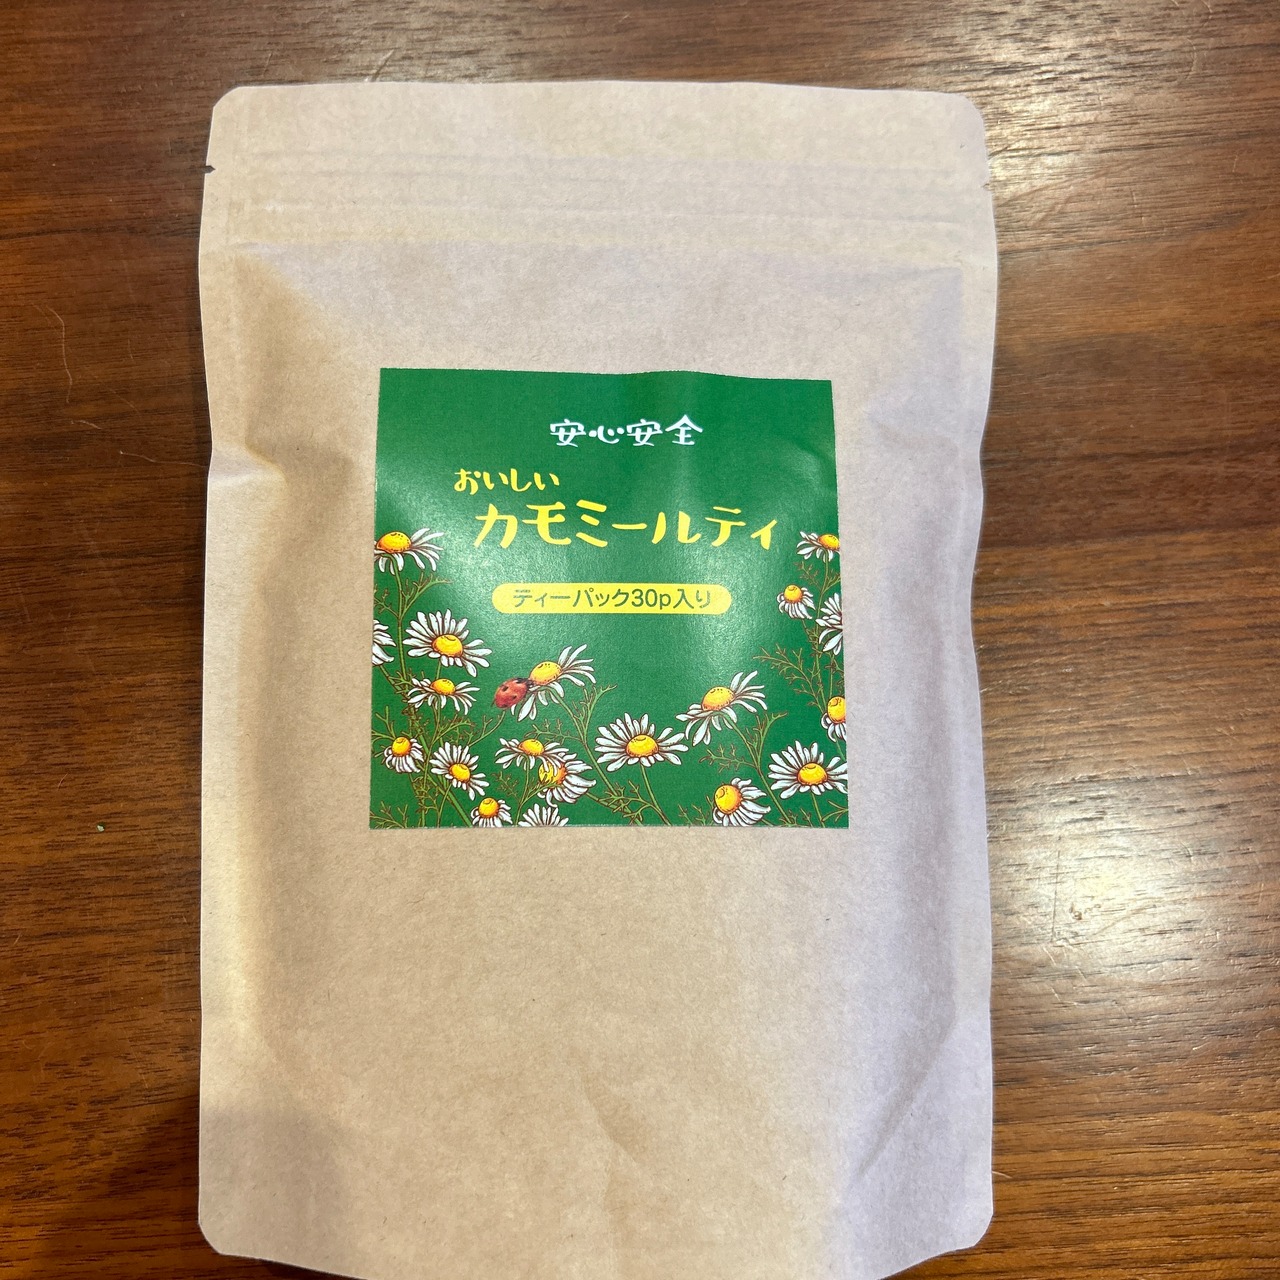 安心安全
おいしい
カモミールティ
ティーパック30p入り